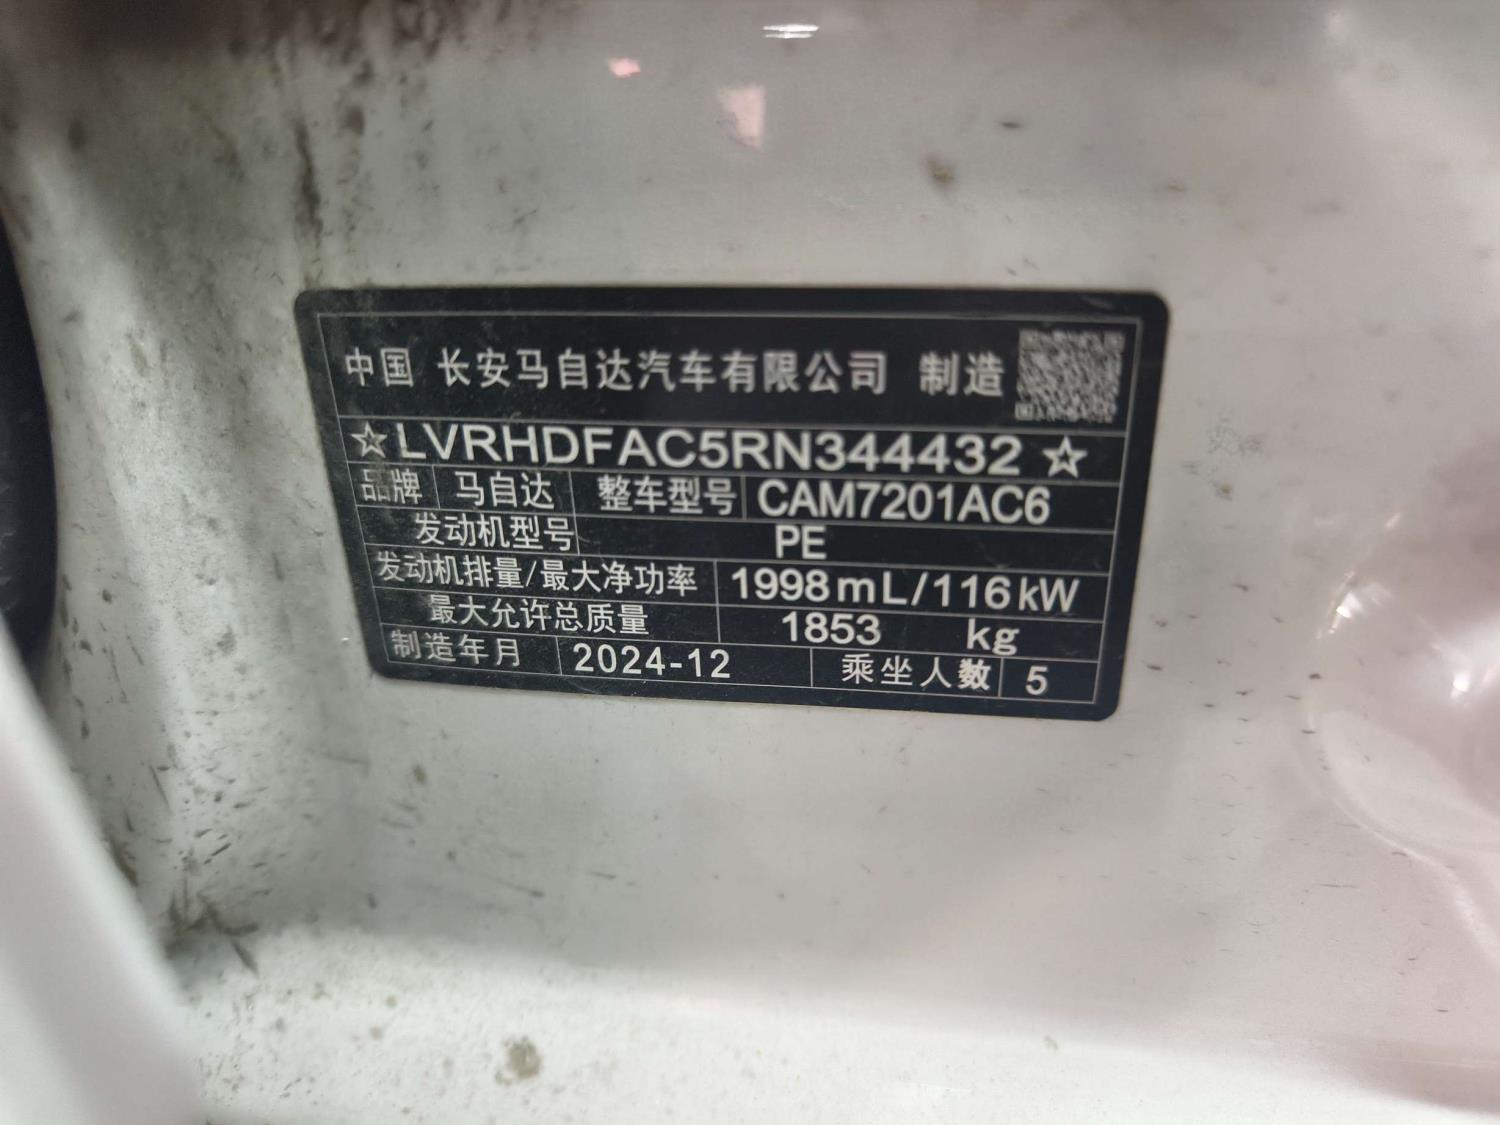 中国 长安马自达汽车有限公司 制造
☆LVRHDFAC5RN344432☆
品牌 马自达 整车型号 CAM7201AC6
发动机型号 PE
发动机排量/最大净功率 1998mL/116kW
最大允许总质量 1853 kg
制造年月 2024-12 乘坐人数 5